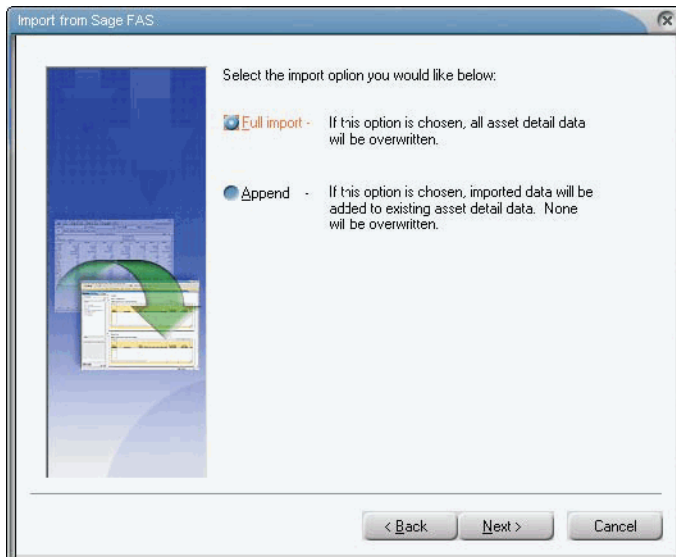 Import from Sage FAS
Select the import option you would like below:
Full import - If this option is chosen, all asset detail data
will be overwritten.
Append - If this option is chosen, imported data will be
added to existing asset detail data. None
will be overwritten.
< Back Next > Cancel